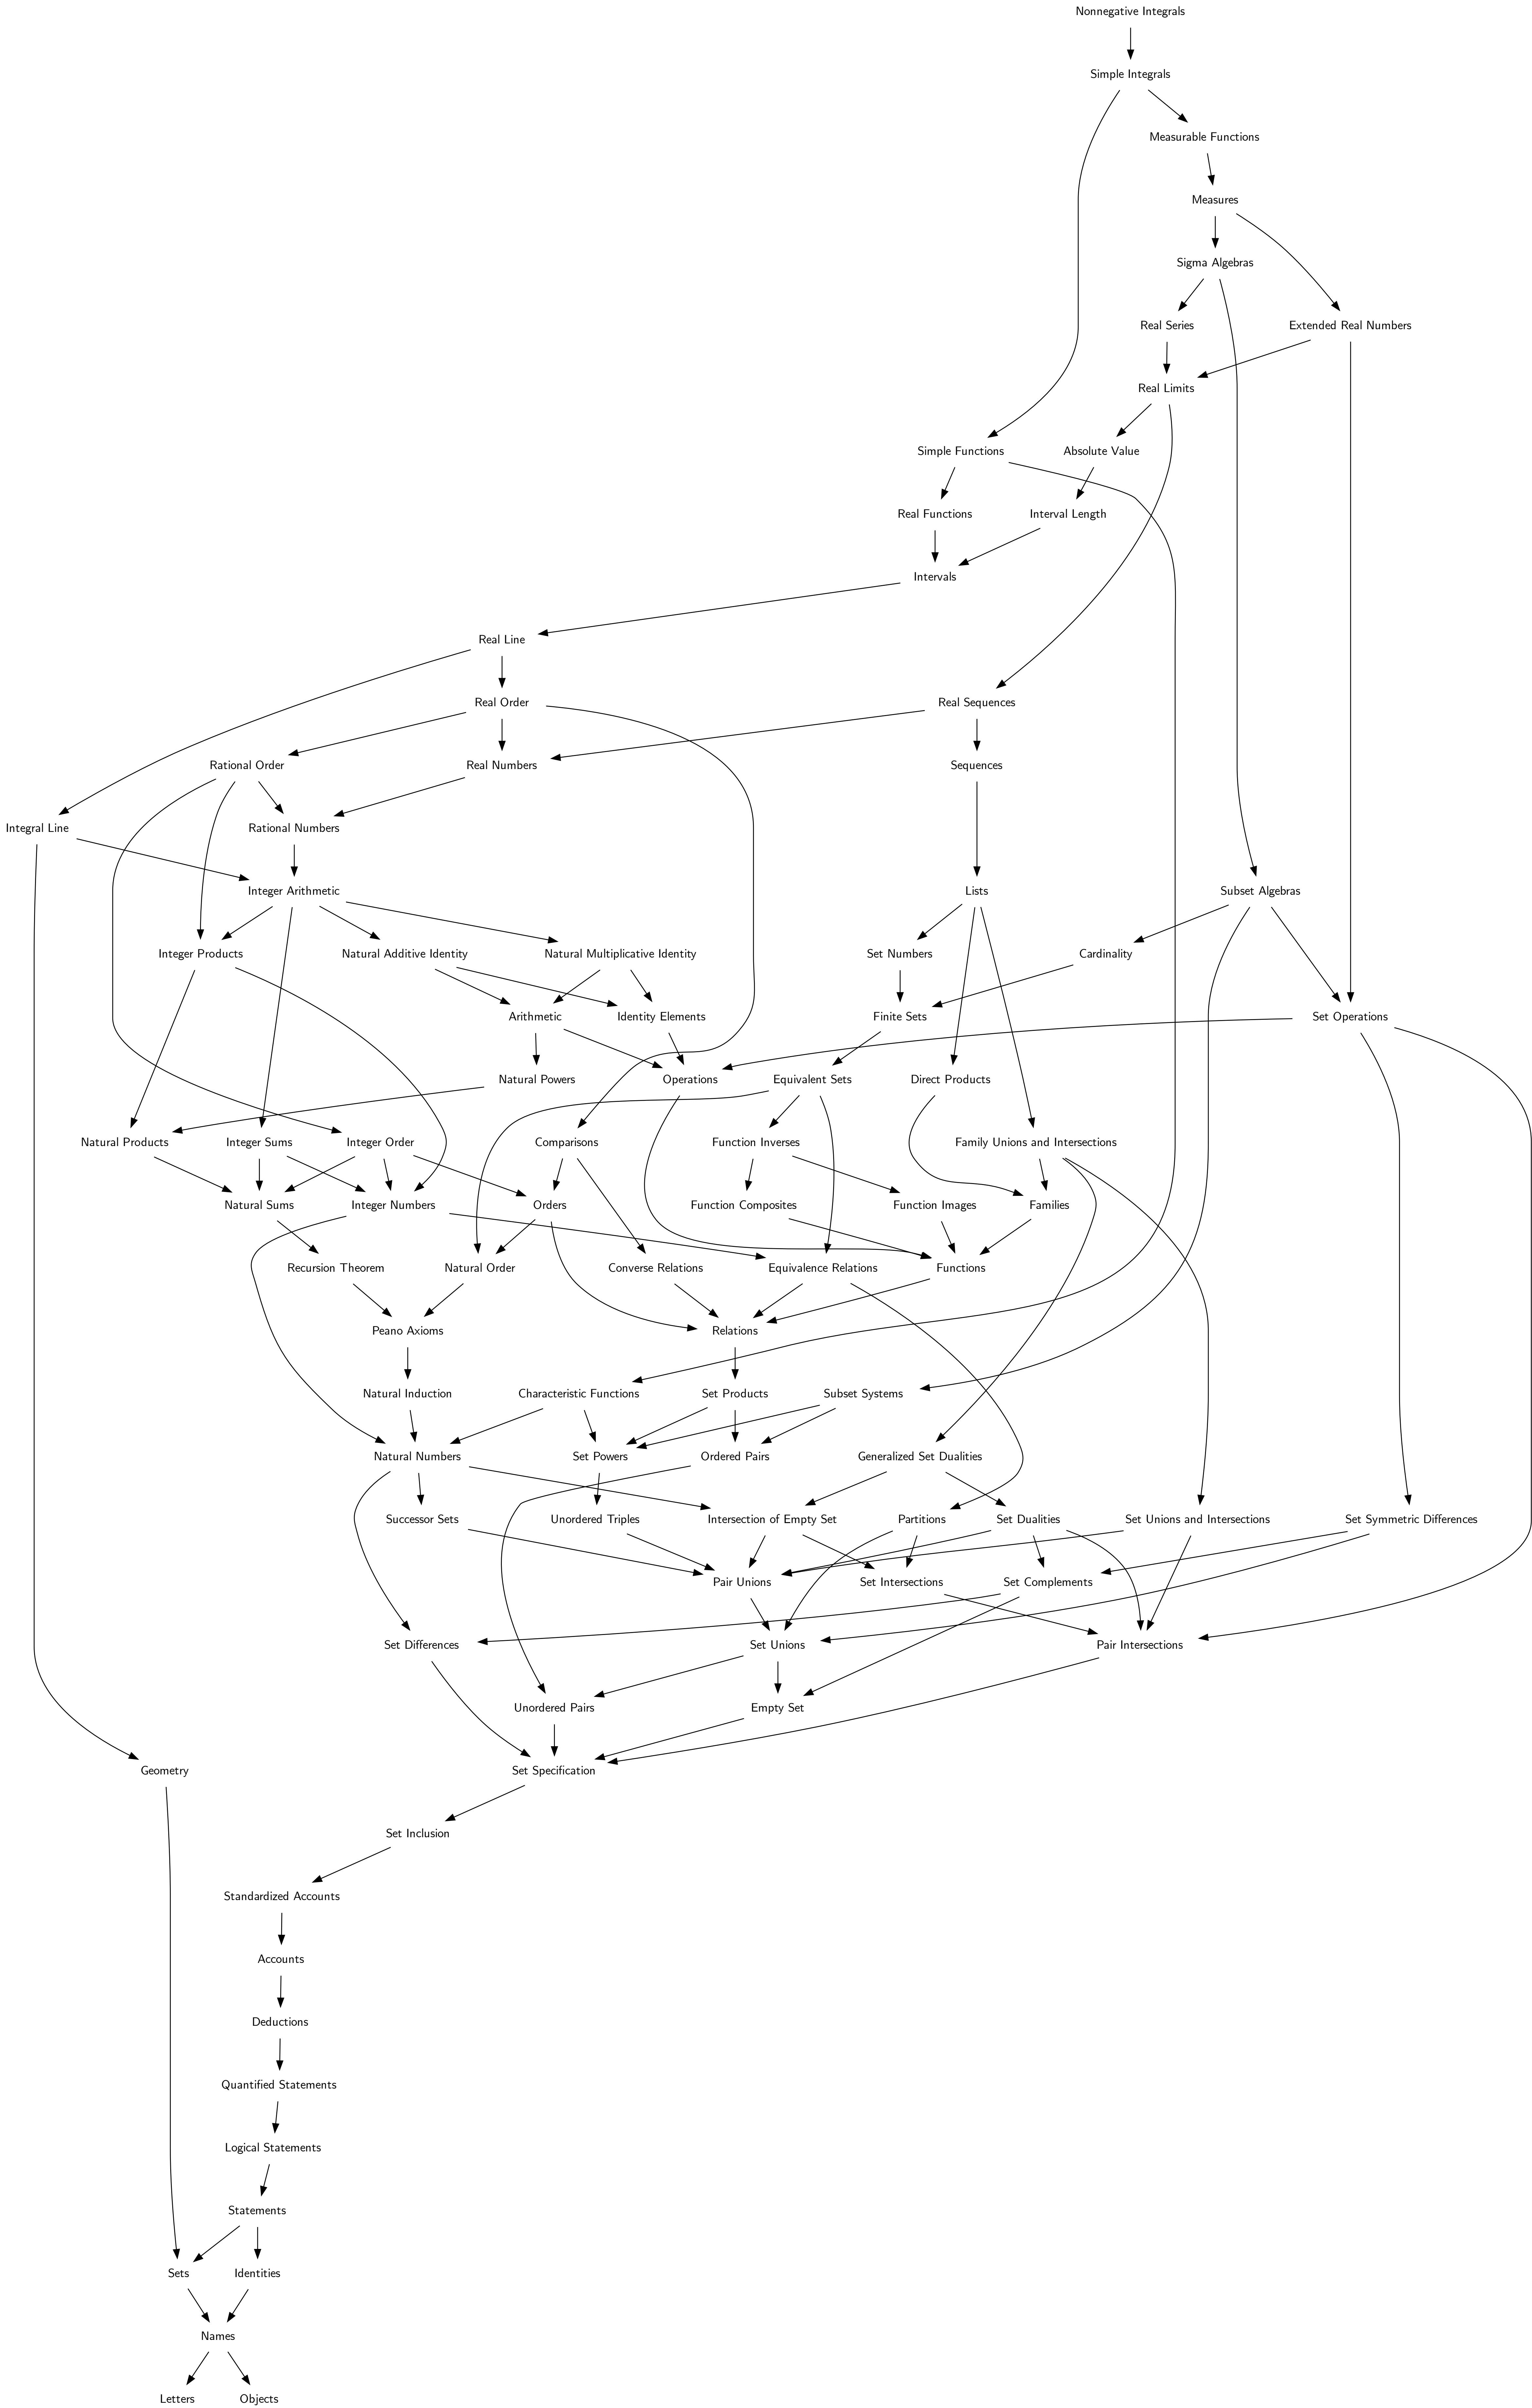 Nonnegative Integrals
Simple Integrals
Measurable Functions
Measures
Sigma Algebras
Real Series
Extended Real Numbers
Real Limits
Simple Functions
Absolute Value
Real Functions
Interval Length
Intervals
Real Line
Real Order
Real Sequences
Rational Order
Real Numbers
Sequences
Integral Line
Rational Numbers
Integer Arithmetic
Lists
Subset Algebras
Integer Products
Natural Additive Identity
Natural Multiplicative Identity
Set Numbers
Cardinality
Arithmetic
Identity Elements
Finite Sets
Set Operations
Natural Powers
Operations
Equivalent Sets
Direct Products
Natural Products
Integer Sums
Integer Order
Comparisons
Function Inverses
Family Unions and Intersections
Natural Sums
Integer Numbers
Orders
Function Composites
Function Images
Families
Recursion Theorem
Natural Order
Converse Relations
Equivalence Relations
Functions
Peano Axioms
Relations
Natural Induction
Characteristic Functions
Set Products
Subset Systems
Natural Numbers
Set Powers
Ordered Pairs
Generalized Set Dualities
Successor Sets
Unordered Triples
Intersection of Empty Set
Partitions
Set Dualities
Set Unions and Intersections
Set Symmetric Differences
Pair Unions
Set Intersections
Set Complements
Set Differences
Set Unions
Pair Intersections
Unordered Pairs
Empty Set
Geometry
Set Specification
Set Inclusion
Standardized Accounts
Accounts
Deductions
Quantified Statements
Logical Statements
Statements
Sets
Identities
Names
Letters
Objects